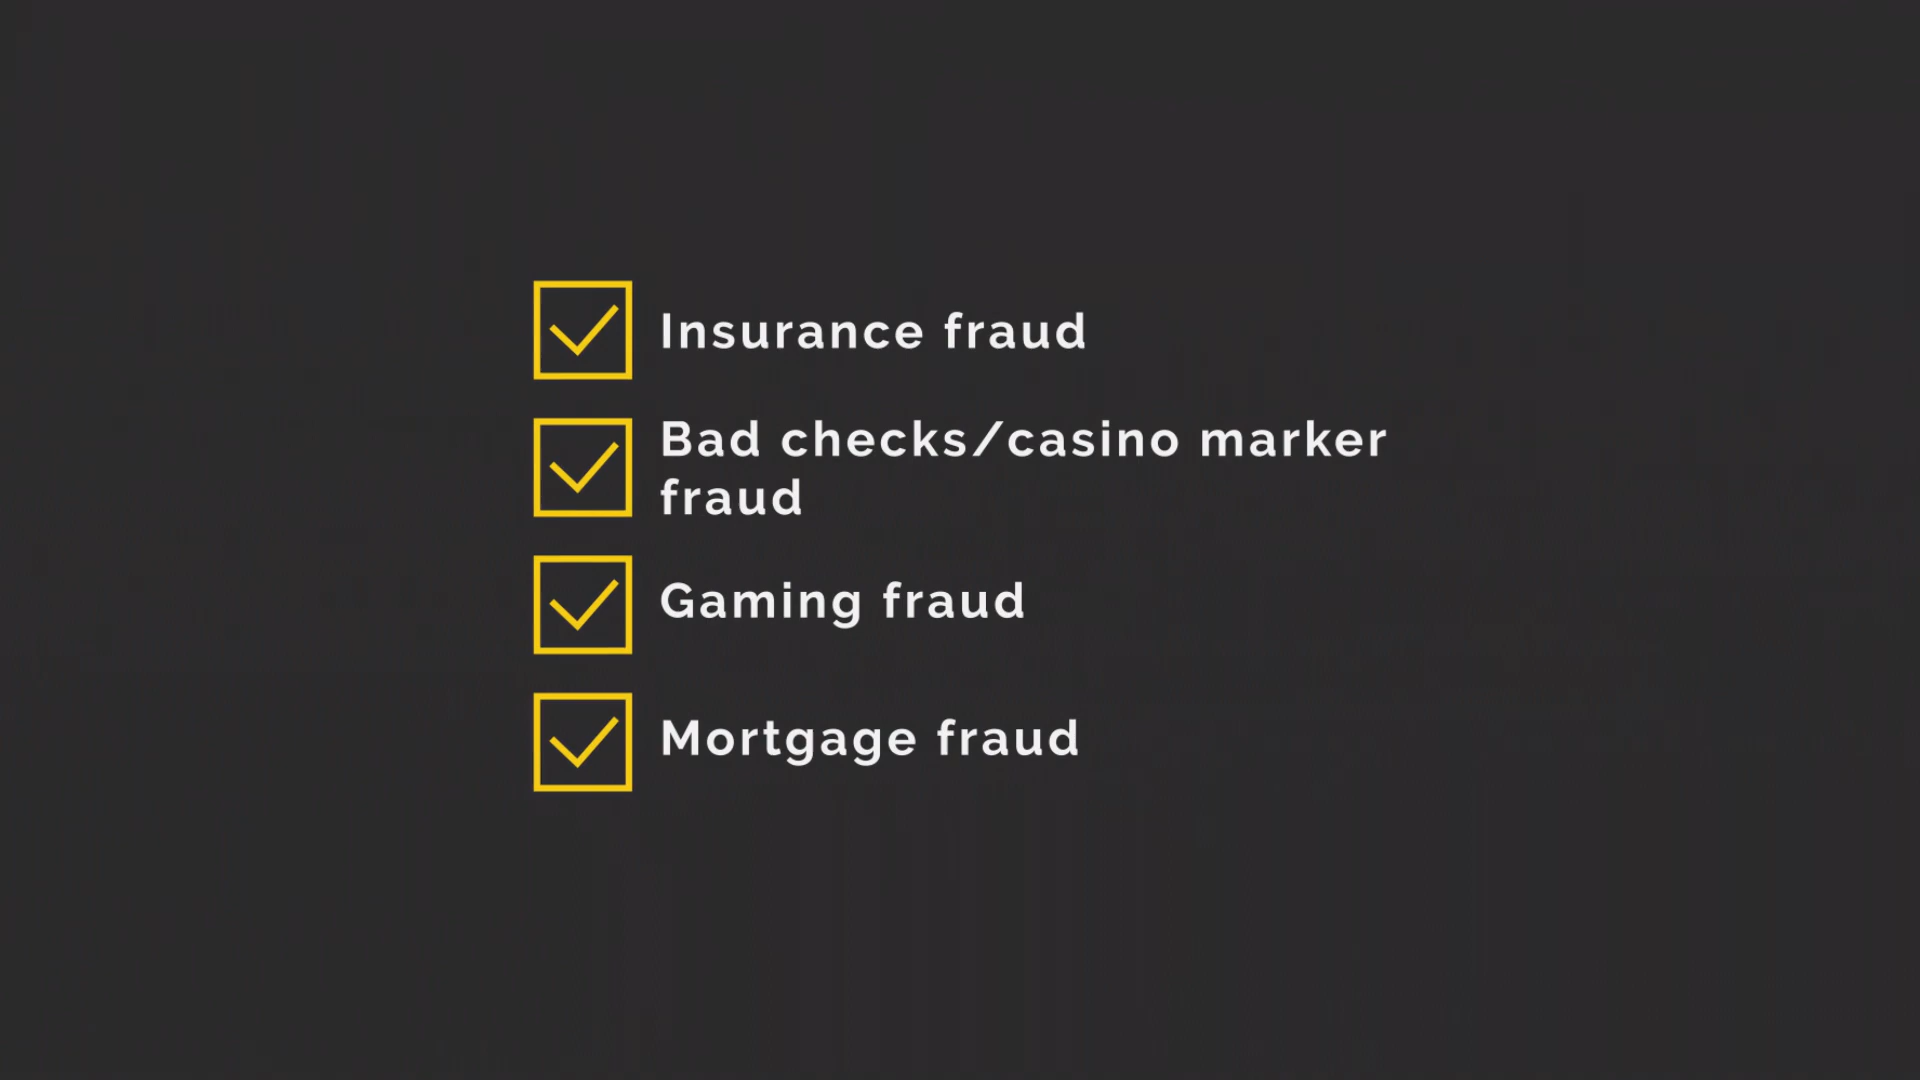 Insurance fraud
Bad checks/casino marker
fraud
Gaming fraud
Mortgage fraud